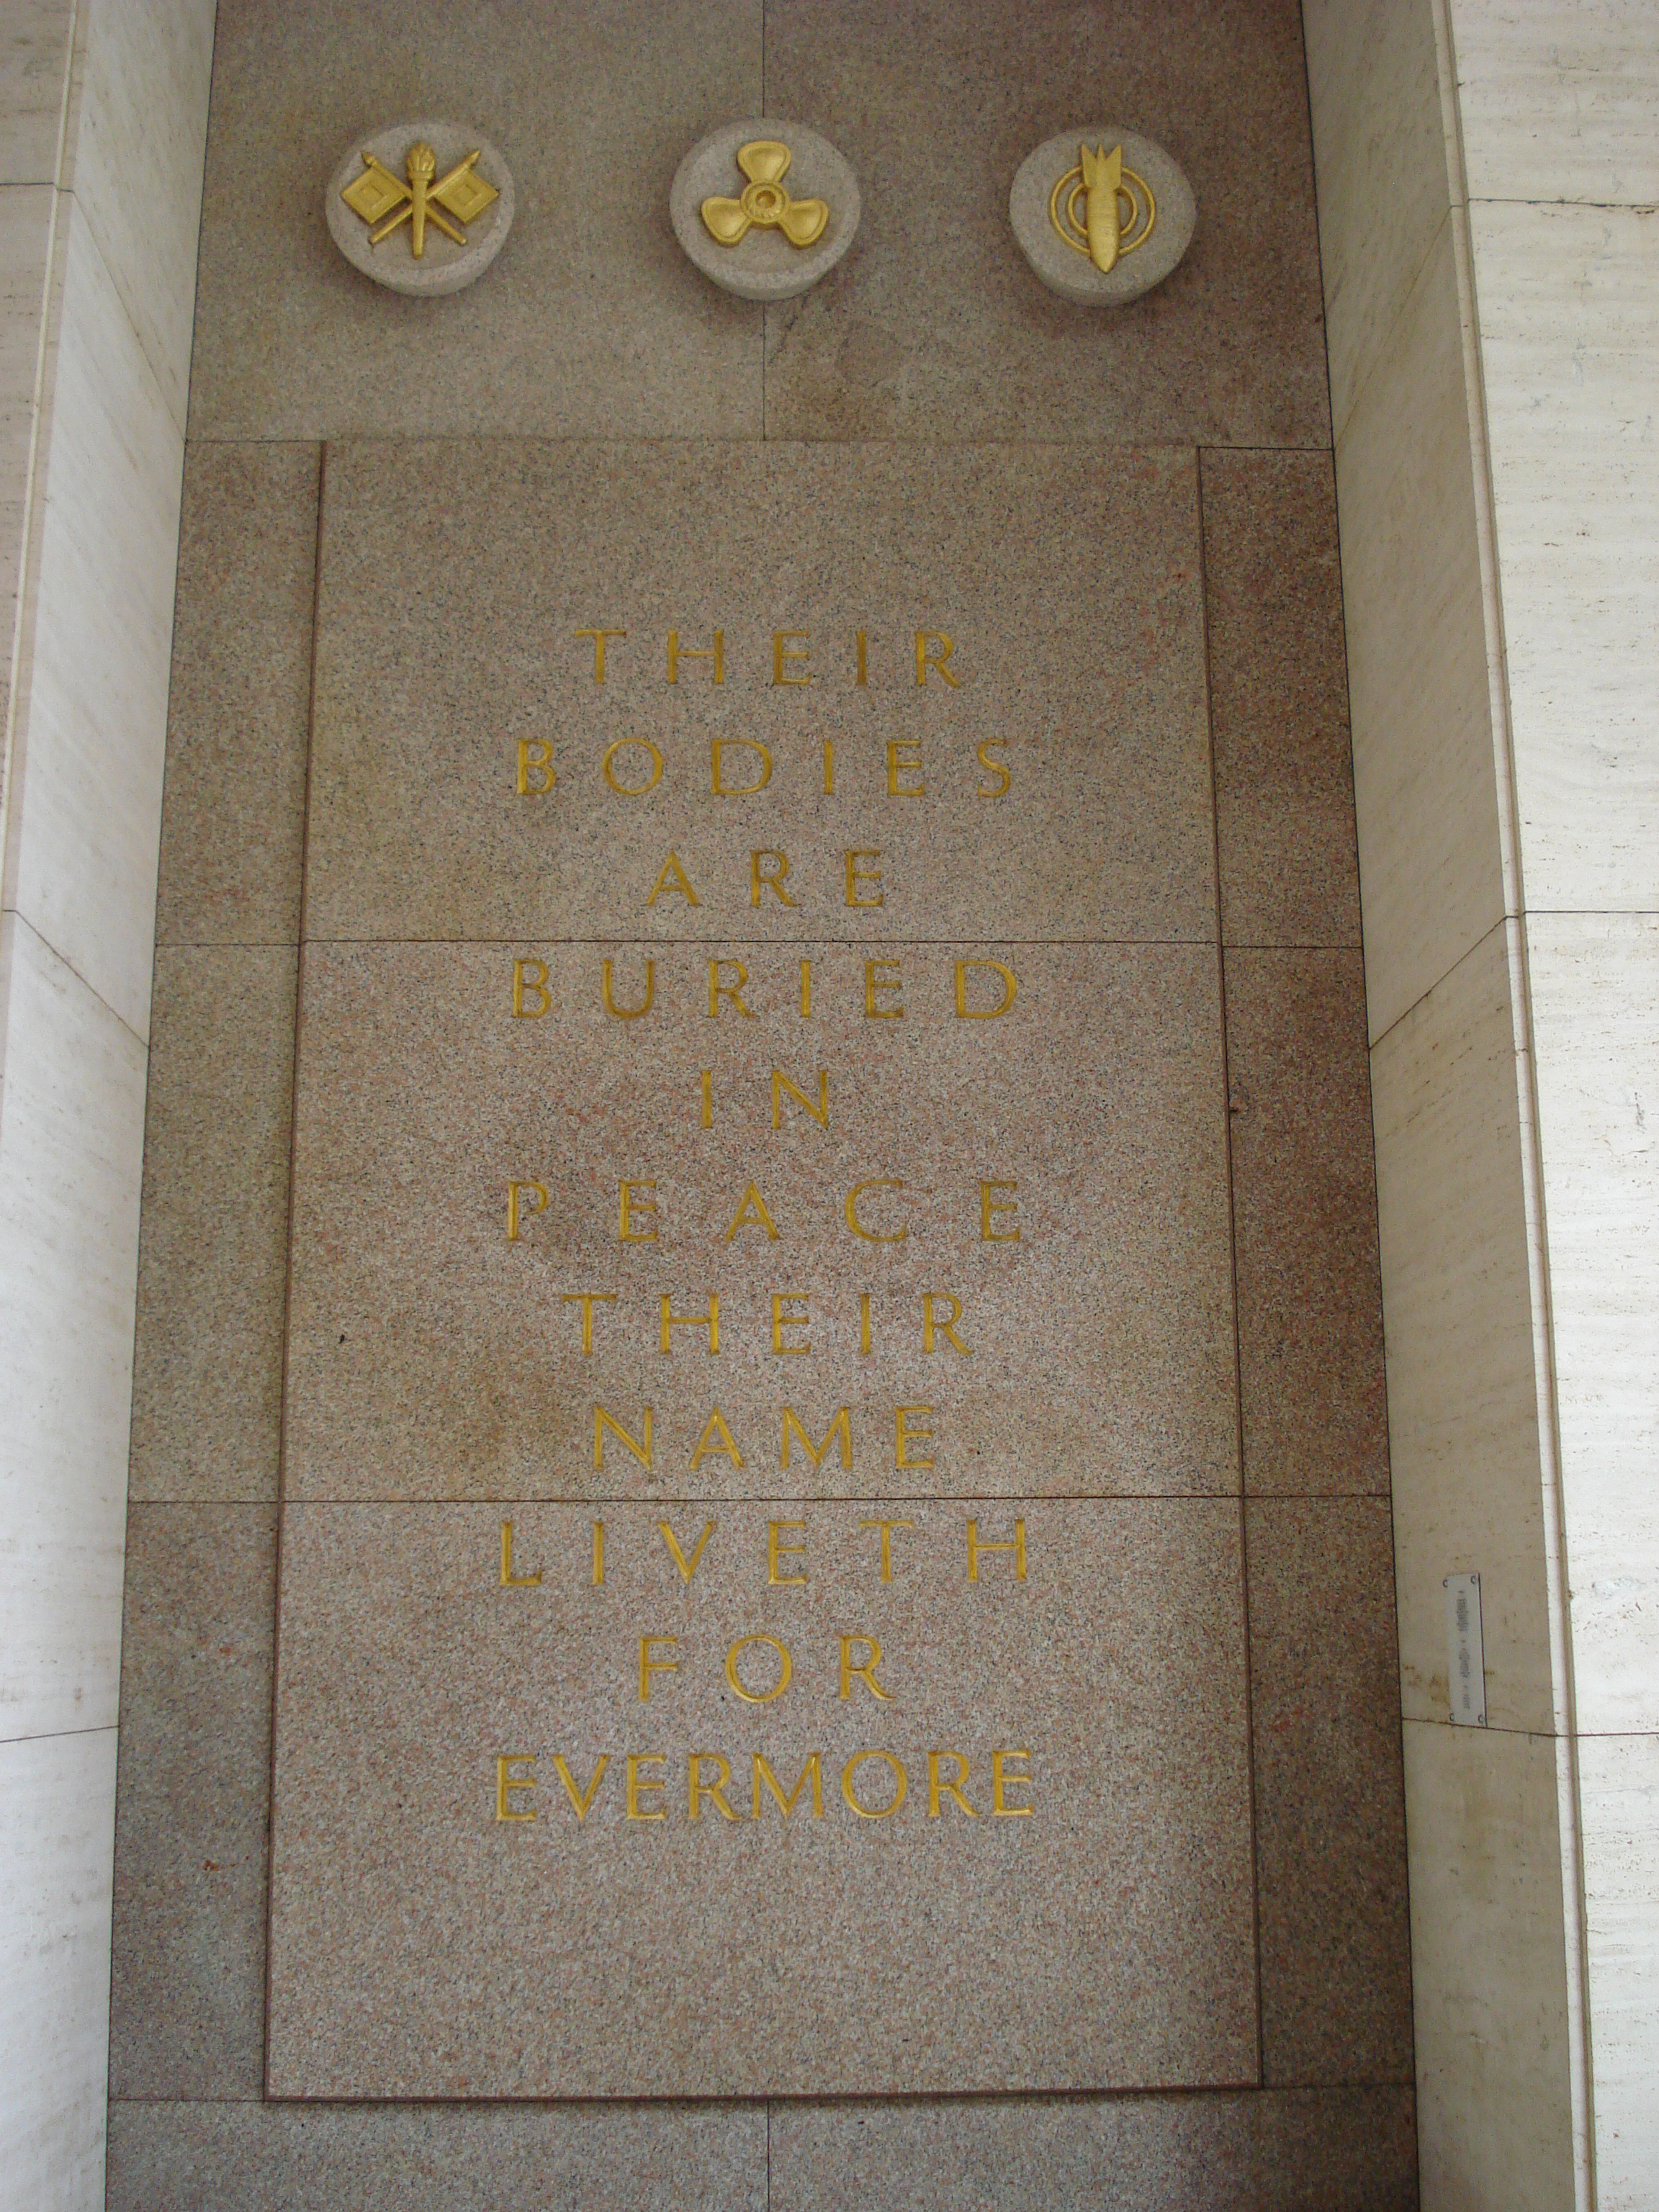 THEIR
BODIES
ARE
BURIED
IN
PEACE
THEIR
NAME
LIVETH
FOR
EVERMORE